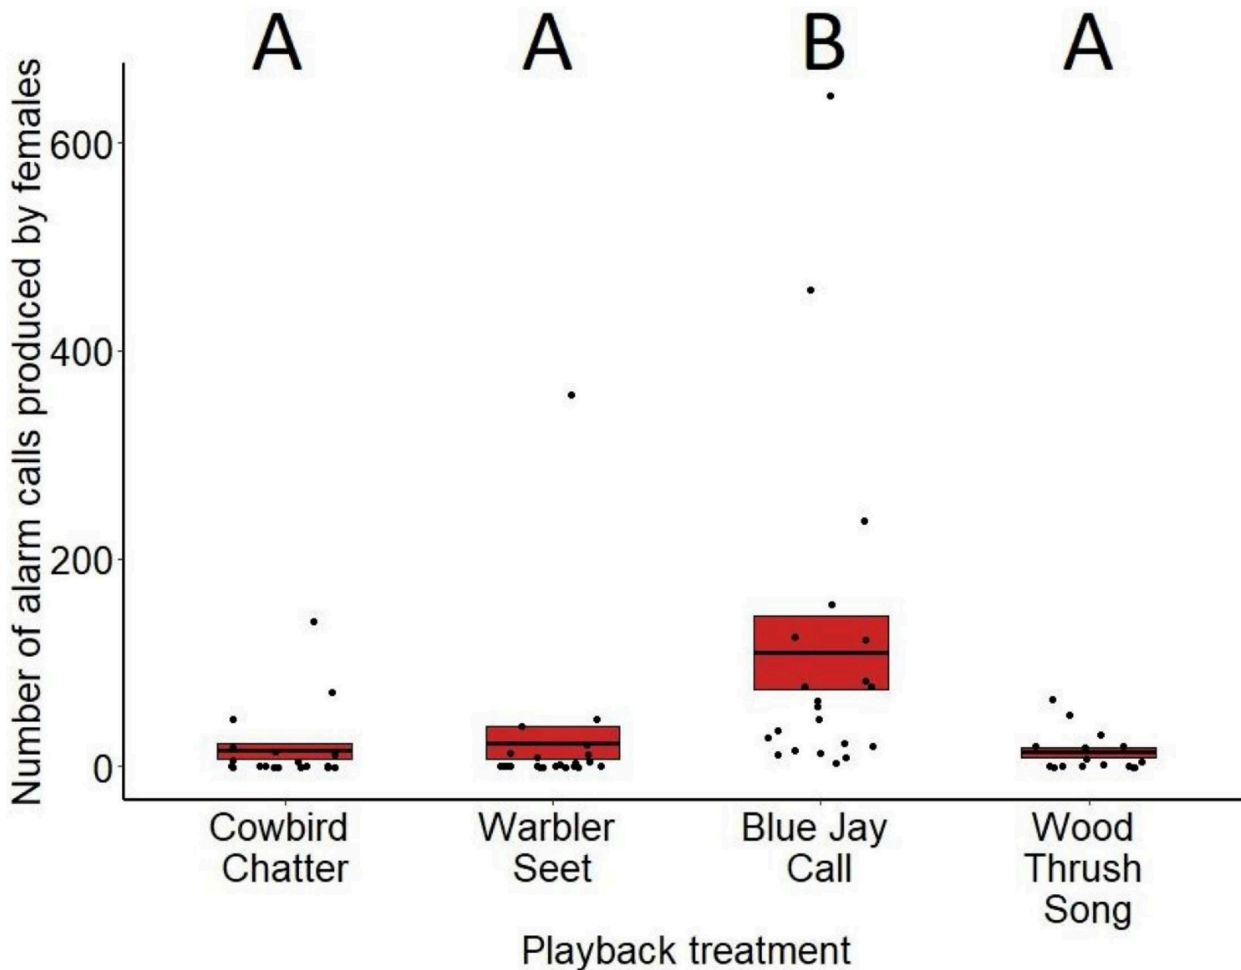 A A B A
Number of alarm calls produced by females
600
400
200
0
Cowbird Warbler Blue Jay Wood
Chatter Seet Call Thrush
Song
Playback treatment